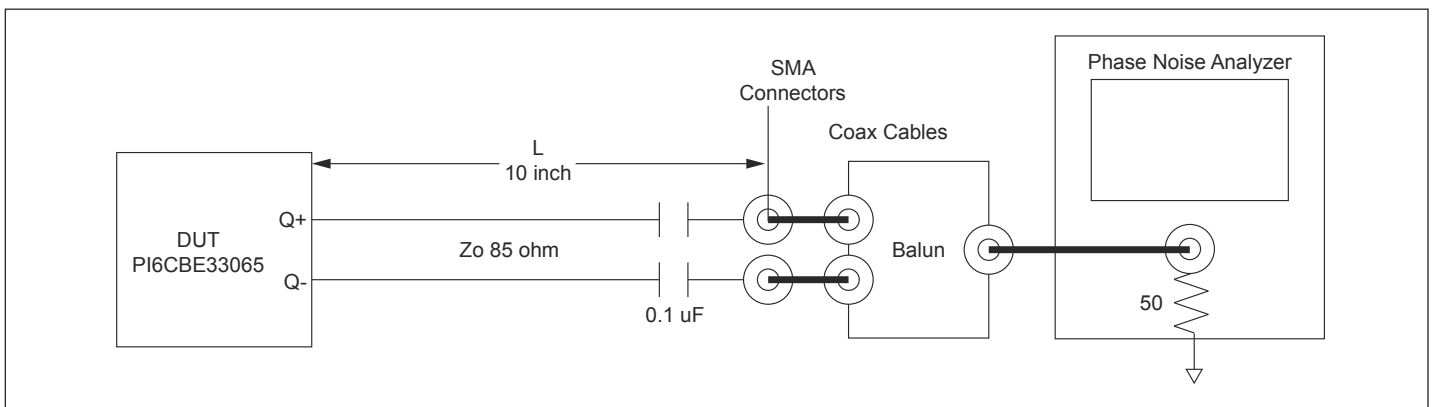 Phase Noise Analyzer
SMA
Connectors
Coax Cables
L
10 inch
Q+
DUT
PI6CBE33065
Zo 85 ohm
Balun
Q-
0.1 uF
50